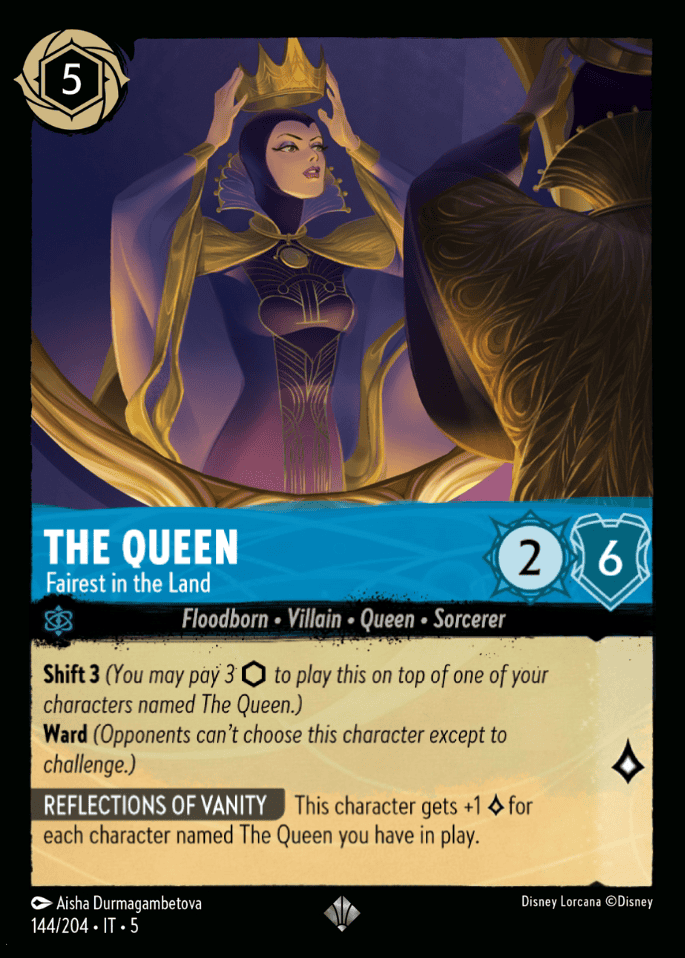 5
THE QUEEN
Fairest in the Land
2
6
Floodborn • Villain • Queen • Sorcerer
Shift 3 (You may pay 3 ⬡ to play this on top of one of your
characters named The Queen.)
Ward (Opponents can't choose this character except to
challenge.)
REFLECTIONS OF VANITY This character gets +1 for
each character named The Queen you have in play.
Aisha Durmagambetova
Disney Lorcana ©Disney
144/204 • IT • 5